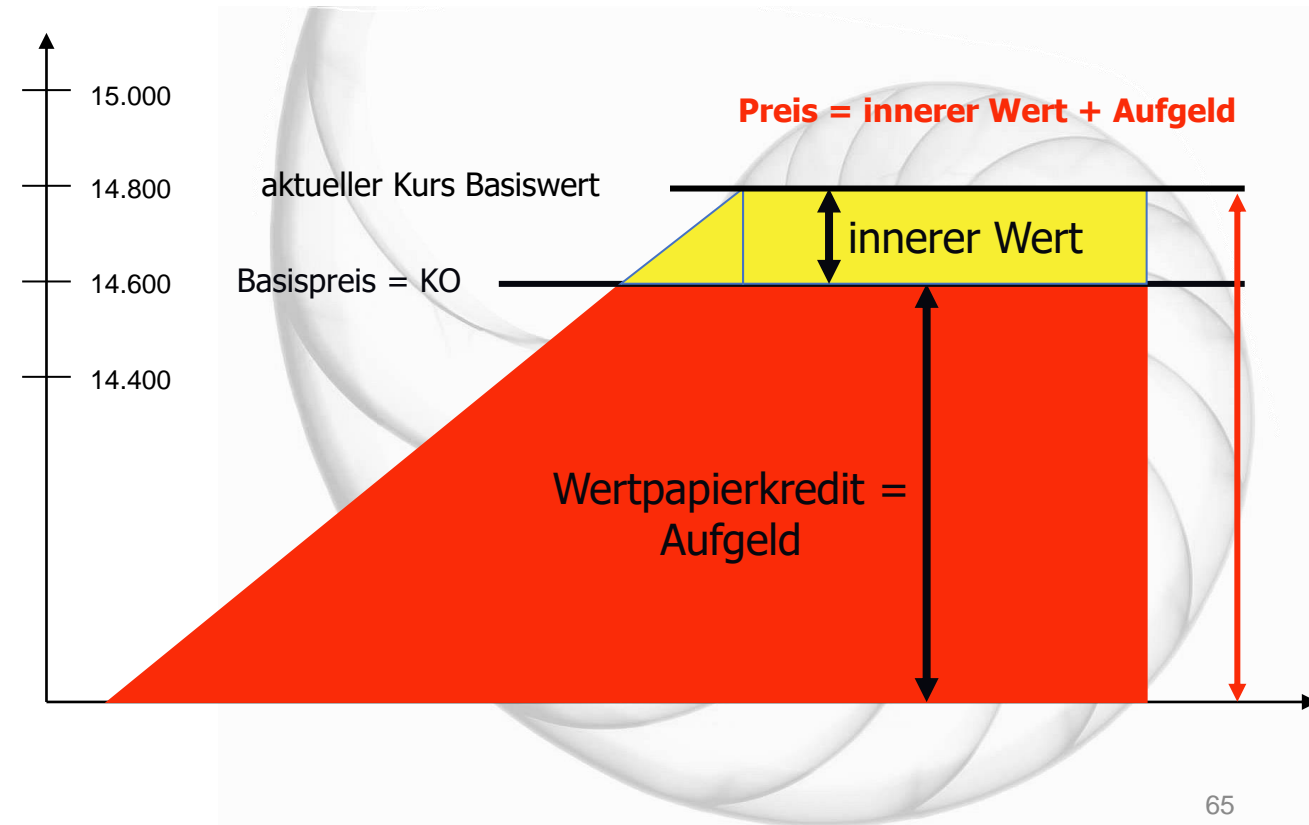 15.000
Preis = innerer Wert + Aufgeld
14.800
aktueller Kurs Basiswert
innerer Wert
14.600
Basispreis = KO
14.400
Wertpapierkredit =
Aufgeld
65